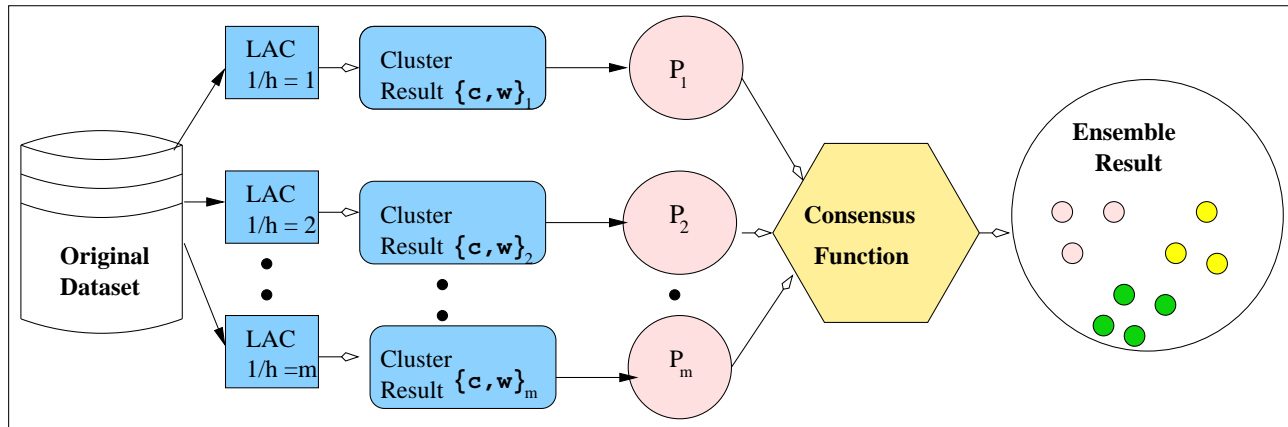 Original
Dataset
LAC
1/h = 1
Cluster
Result {c,w}1
P1
LAC
1/h = 2
Cluster
Result {c,w}2
P2
LAC
1/h =m
Cluster
Result {c,w}m
Pm
Consensus
Function
Ensemble
Result